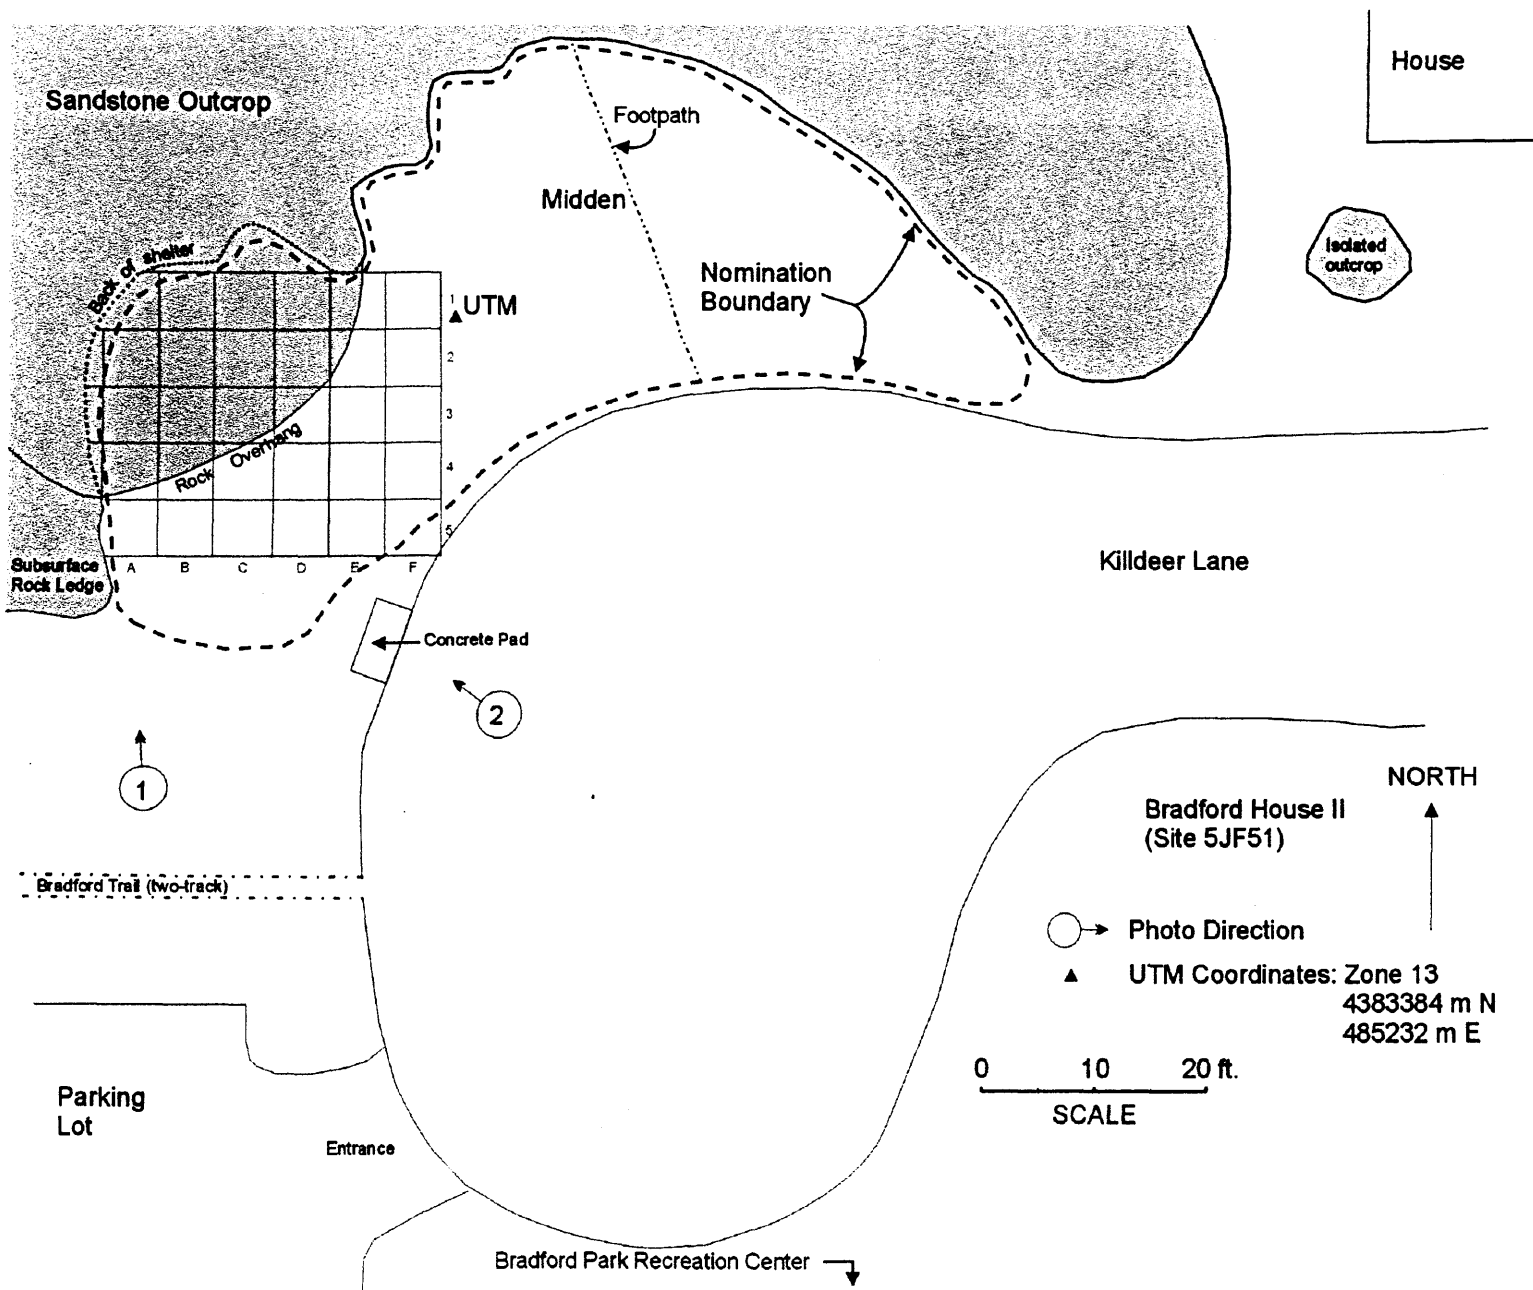 House
Sandstone Outcrop
Footpath
Midden
Isolated
outcrop
Back of shelter
Nomination
Boundary
1
UTM
2
3
Rock Overhang
4
5
Subsurface
Rock Ledge
A B C D E F
Killdeer Lane
Concrete Pad
2
1
NORTH
Bradford House II
(Site 5JF51)
Bradford Trail (two-track)
Photo Direction
UTM Coordinates: Zone 13
4383384 m N
485232 m E
0 10 20 ft.
SCALE
Parking
Lot
Entrance
Bradford Park Recreation Center